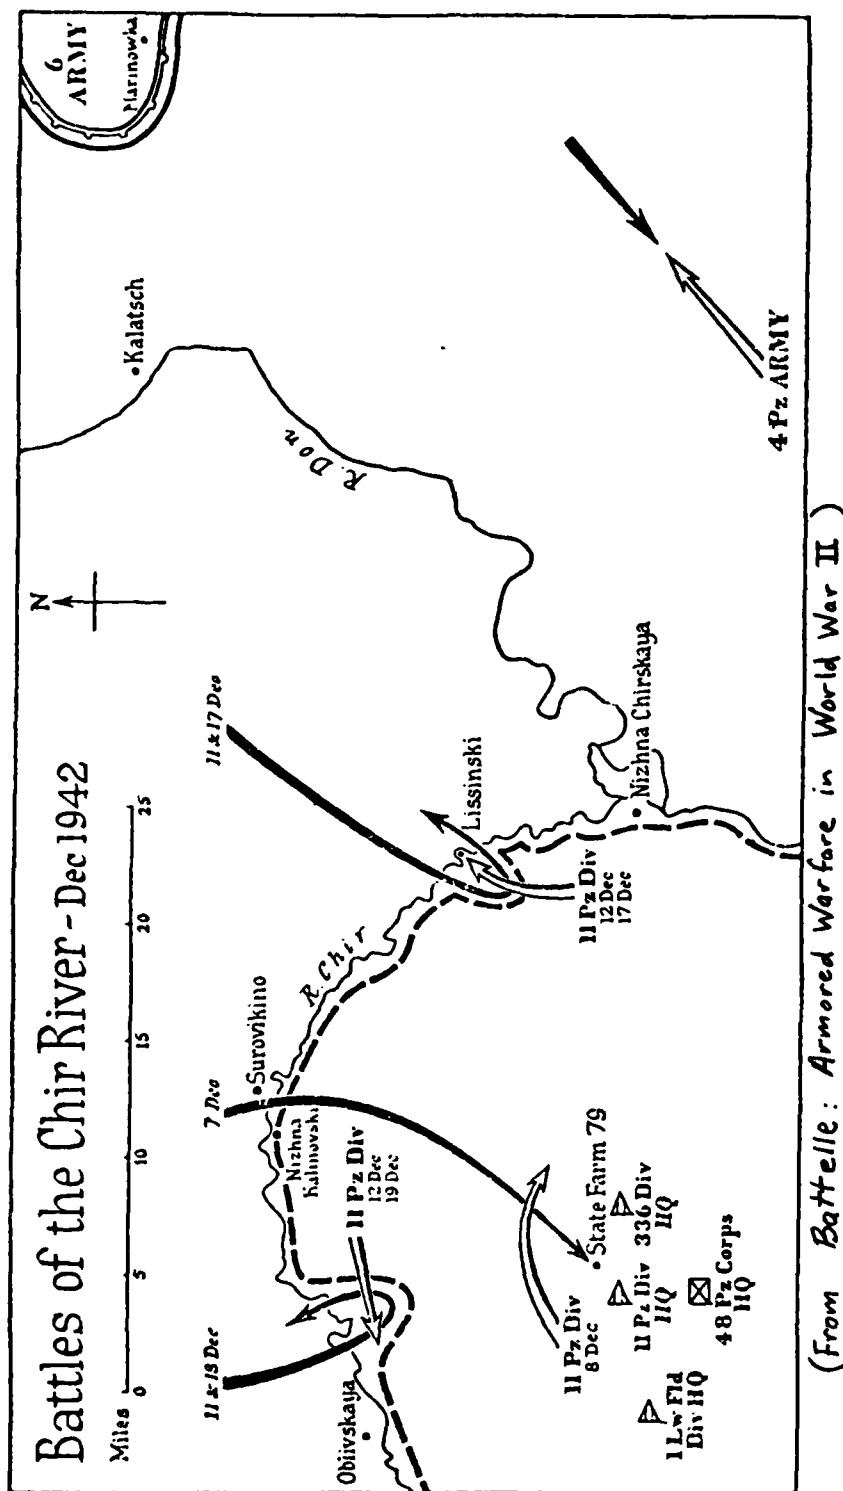 Battles of the Chir River - Dec 1942
Miles
0
5
10
15
20
25
N
6
ARMY
Marinowka
Kalatsch
R. Don
11 & 17 Dec
7 Dec
11 & 18 Dec
Surovikino
R. Chir
Nizhna
Kalinovski
11 Pz Div
12 Dec
19 Dec
Oblivskaya
Lissinski
11 Pz Div
12 Dec
17 Dec
Nizhna Chirskaya
4 Pz ARMY
11 Pz Div
8 Dec
State Farm 79
336 Div
HQ
11 Pz Div
HQ
48 Pz Corps
HQ
1 Lw Fld
Div HQ
(From Battelle: Armored Warfare in World War II)